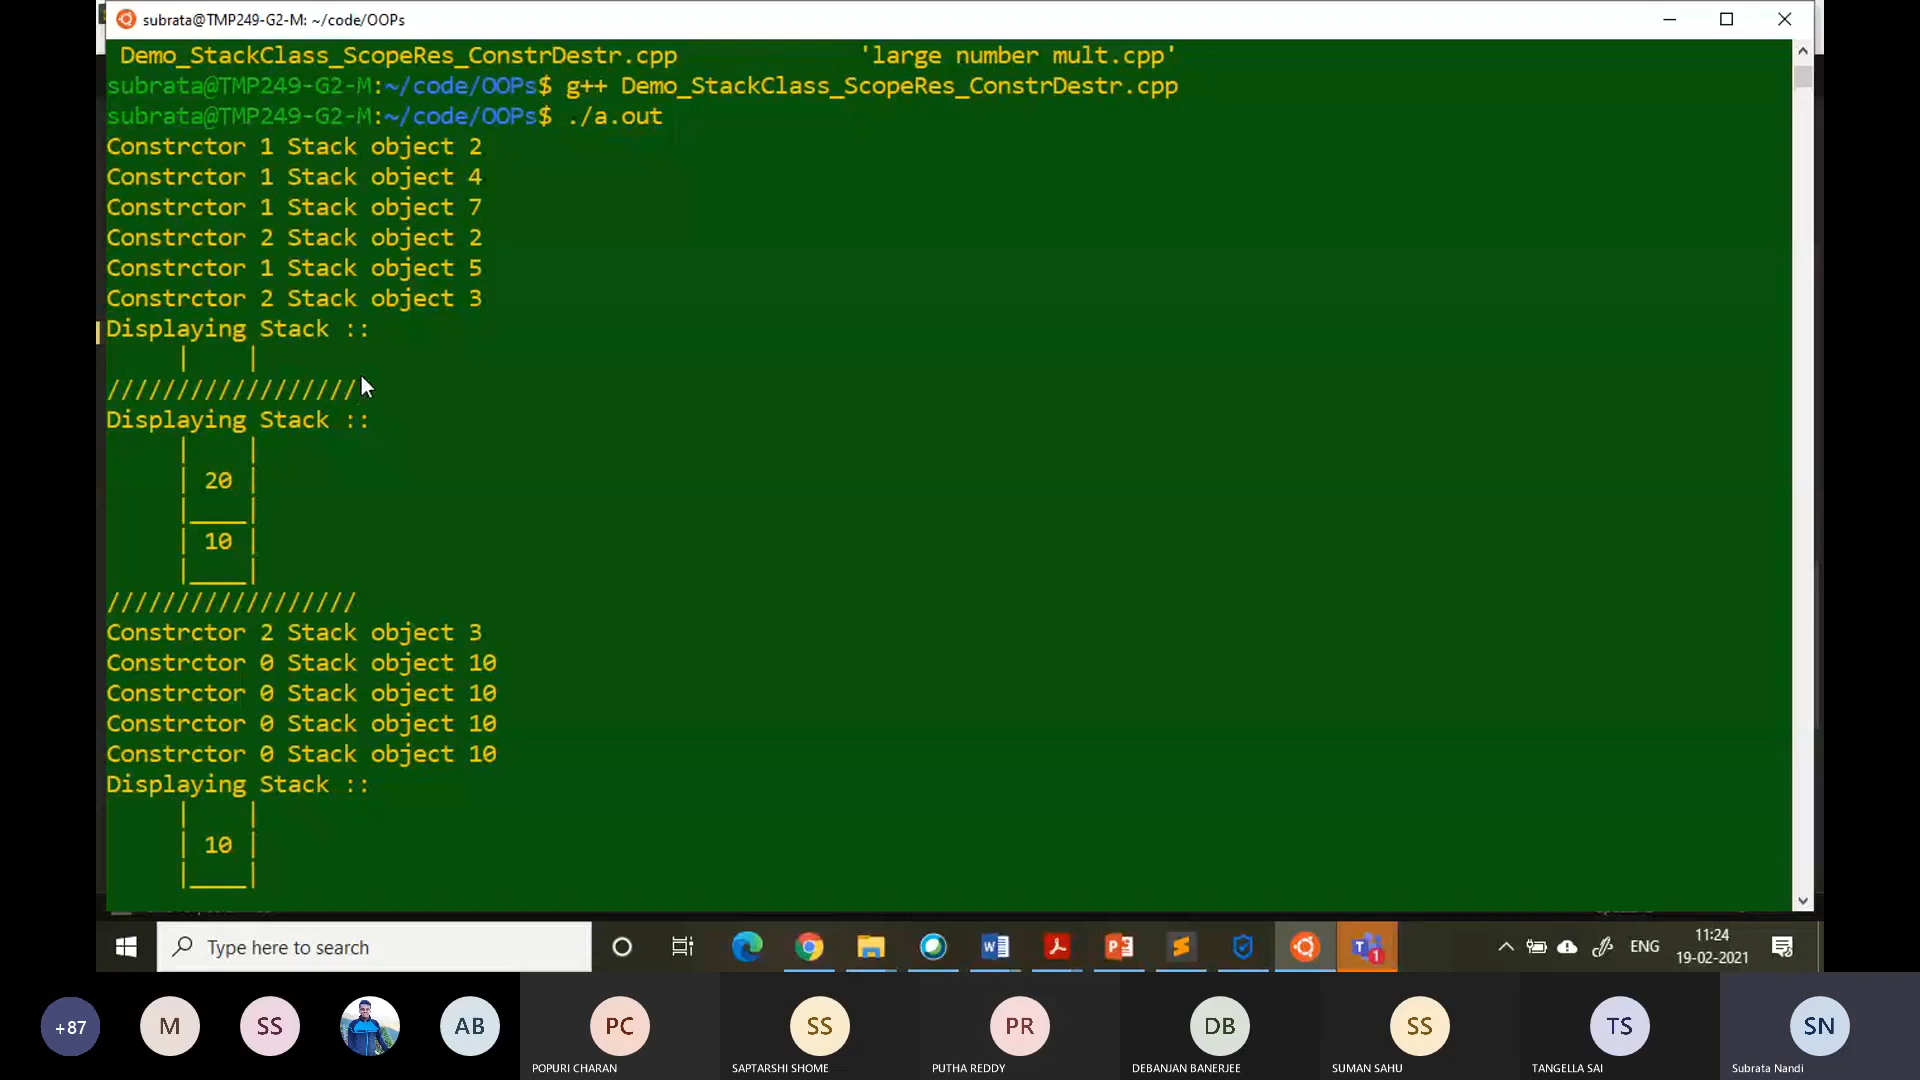 subrata@TMP249-G2-M: ~/code/OOPs
Demo_StackClass_ScopeRes_ConstrDestr.cpp 'large number mult.cpp'
subrata@TMP249-G2-M:~/code/OOPs$ g++ Demo_StackClass_ScopeRes_ConstrDestr.cpp
subrata@TMP249-G2-M:~/code/OOPs$ ./a.out
Constrctor 1 Stack object 2
Constrctor 1 Stack object 4
Constrctor 1 Stack object 7
Constrctor 2 Stack object 2
Constrctor 1 Stack object 5
Constrctor 2 Stack object 3
Displaying Stack ::
|    |
//////////////////
Displaying Stack ::
|    |
| 20 |
|____|
| 10 |
|____|
//////////////////
Constrctor 2 Stack object 3
Constrctor 0 Stack object 10
Constrctor 0 Stack object 10
Constrctor 0 Stack object 10
Constrctor 0 Stack object 10
Displaying Stack ::
|    |
| 10 |
|____|
Type here to search
1
ENG
11:24
19-02-2021
+87
M
SS
AB
PC
SS
PR
DB
SS
TS
SN
POPURI CHARAN
SAPTARSHI SHOME
PUTHA REDDY
DEBANJAN BANERJEE
SUMAN SAHU
TANGELLA SAI
Subrata Nandi